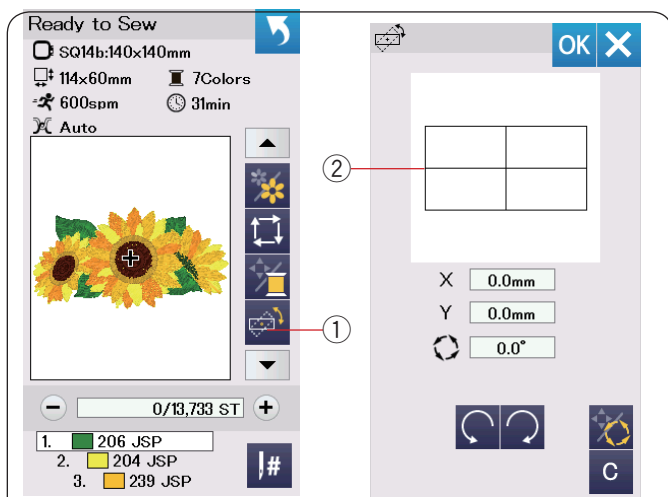 Ready to Sew
SQ14b:140x140mm
114x60mm 7Colors
600spm 31min
Auto
①
0/13,733 ST
1. 206 JSP
2. 204 JSP
3. 239 JSP
#
OK
②
X 0.0mm
Y 0.0mm
0.0°
C